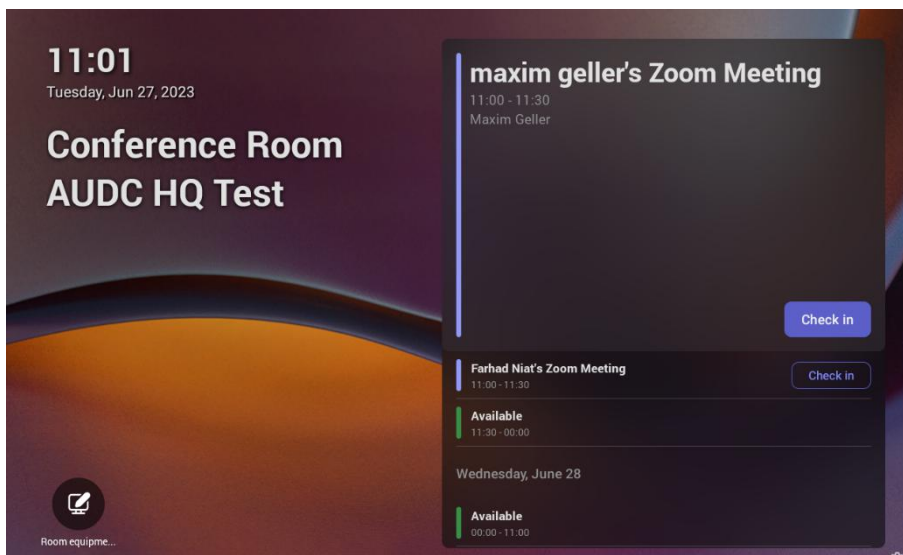 11:01
Tuesday, Jun 27, 2023
Conference Room
AUDC HQ Test
Room equipme...
maxim geller's Zoom Meeting
11:00 - 11:30
Maxim Geller
Check in
Farhad Niat's Zoom Meeting
11:00 - 11:30
Check in
Available
11:30 - 00:00
Wednesday, June 28
Available
00:00 - 11:00